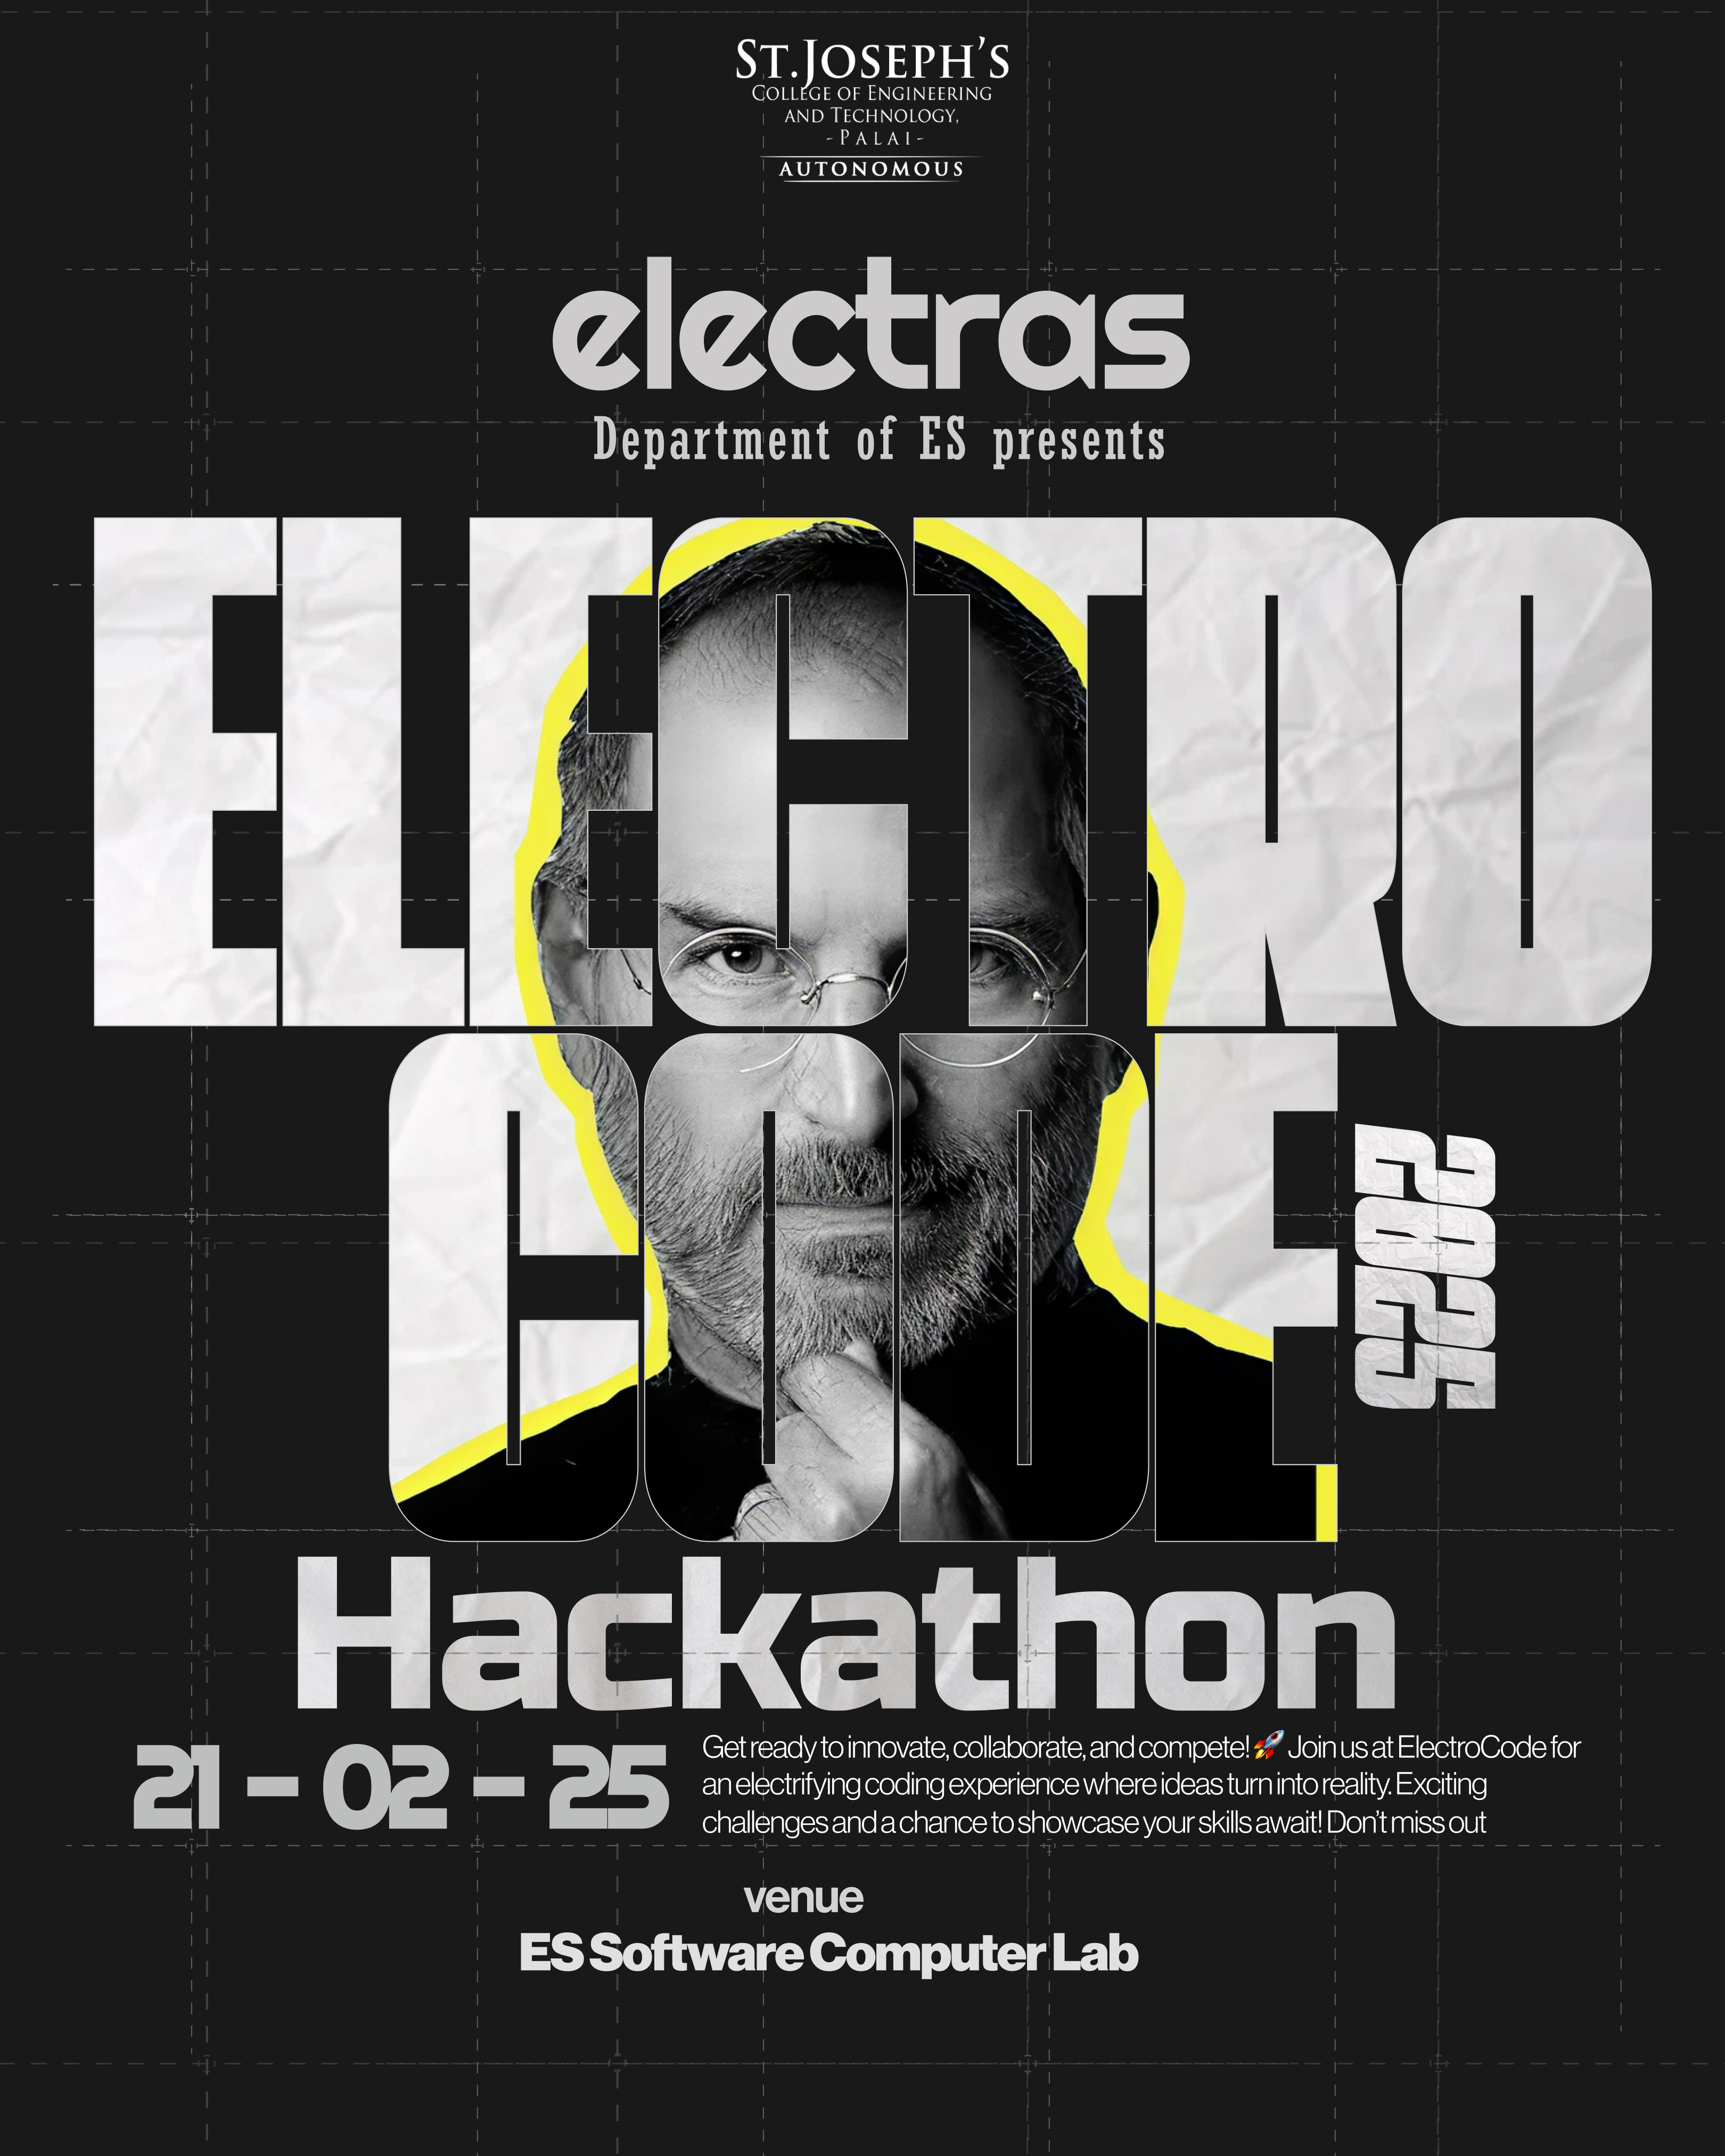 ST.JOSEPH'S
COLLEGE OF ENGINEERING
AND TECHNOLOGY,
- PALAI -
AUTONOMOUS
electras
Department of ES presents
ELECTRO
CODE
2025
Hackathon
21 - 02 - 25
Get ready to innovate, collaborate, and compete! 🚀 Join us at ElectroCode for
an electrifying coding experience where ideas turn into reality. Exciting
challenges and a chance to showcase your skills await! Don't miss out
venue
ES Software Computer Lab